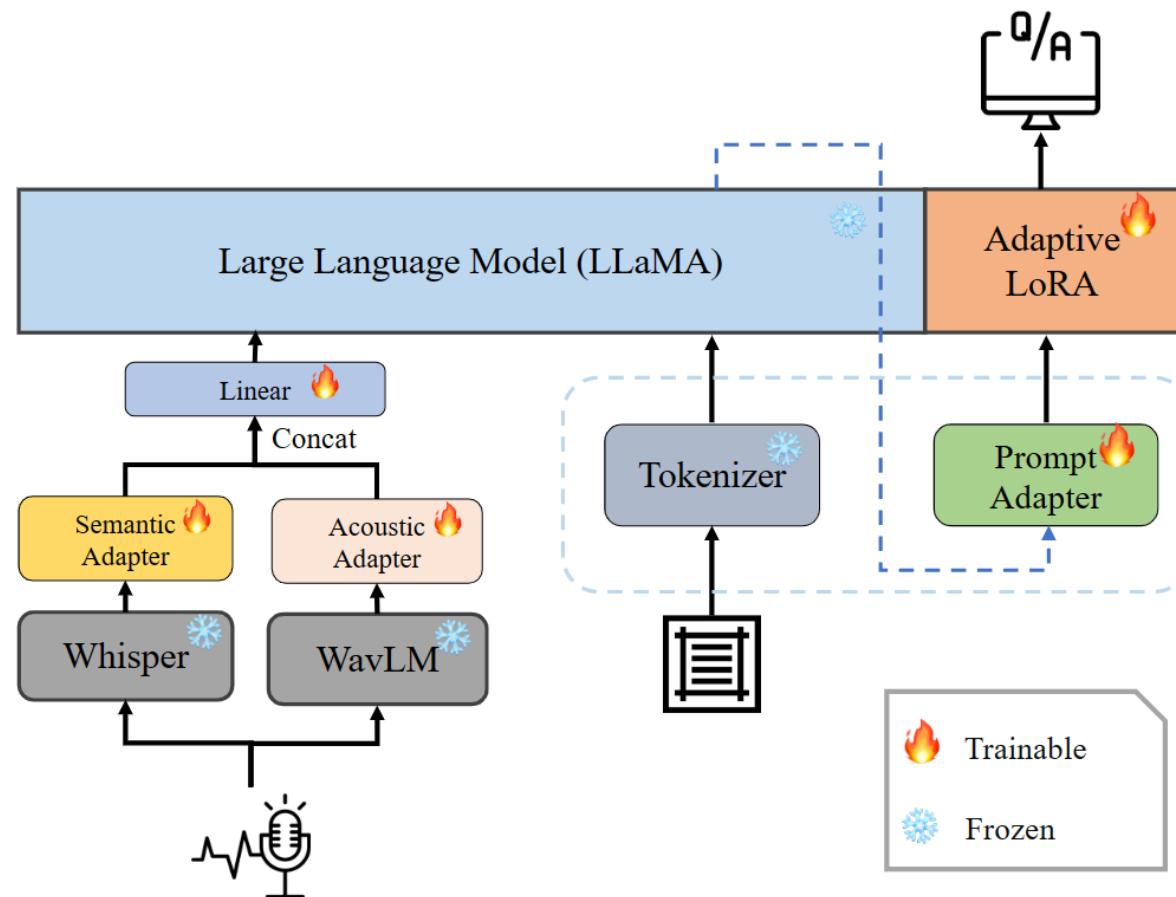 Q/A
Large Language Model (LLaMA)
Adaptive
LoRA
Linear
Concat
Semantic
Adapter
Acoustic
Adapter
Tokenizer
Prompt
Adapter
Whisper
WavLM
Trainable
Frozen